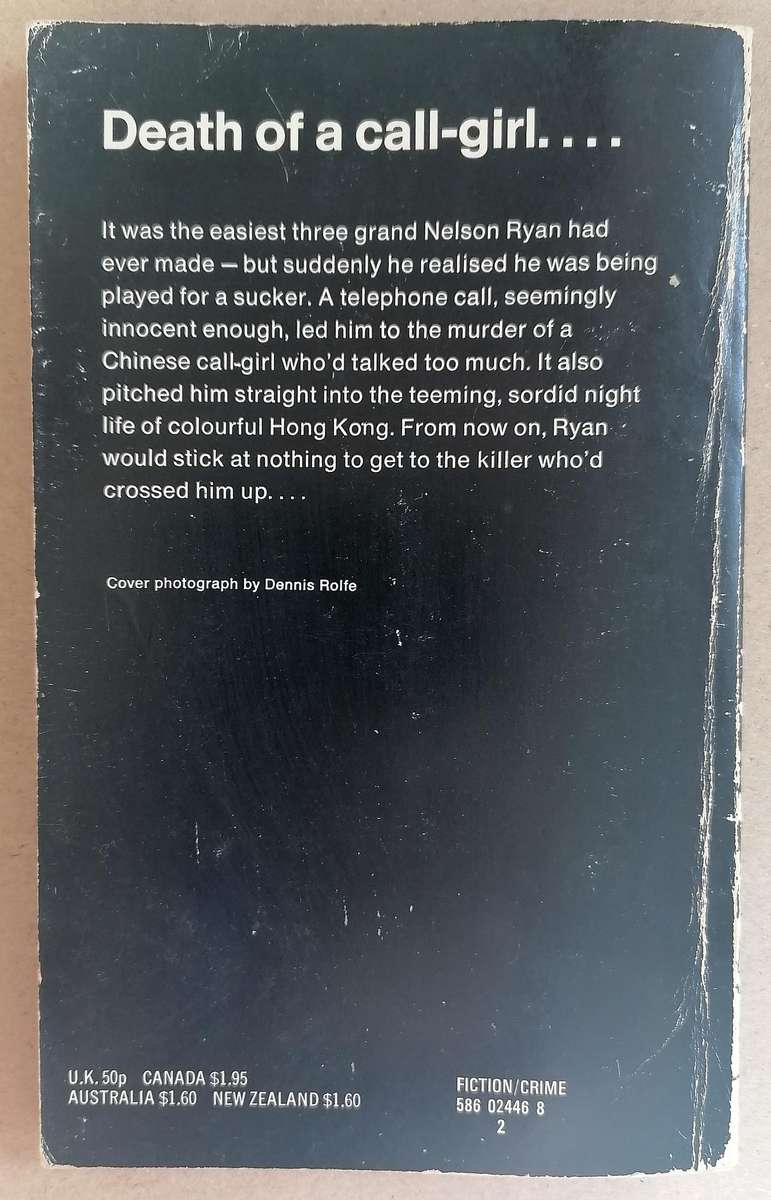 Death of a call-girl. . . .
It was the easiest three grand Nelson Ryan had
ever made — but suddenly he realised he was being
played for a sucker. A telephone call, seemingly
innocent enough, led him to the murder of a
Chinese call-girl who'd talked too much. It also
pitched him straight into the teeming, sordid night
life of colourful Hong Kong. From now on, Ryan
would stick at nothing to get to the killer who'd
crossed him up. . . .
Cover photograph by Dennis Rolfe
U.K. 50p CANADA $1.95
AUSTRALIA $1.60 NEW ZEALAND $1.60
FICTION/CRIME
586 02446 8
2